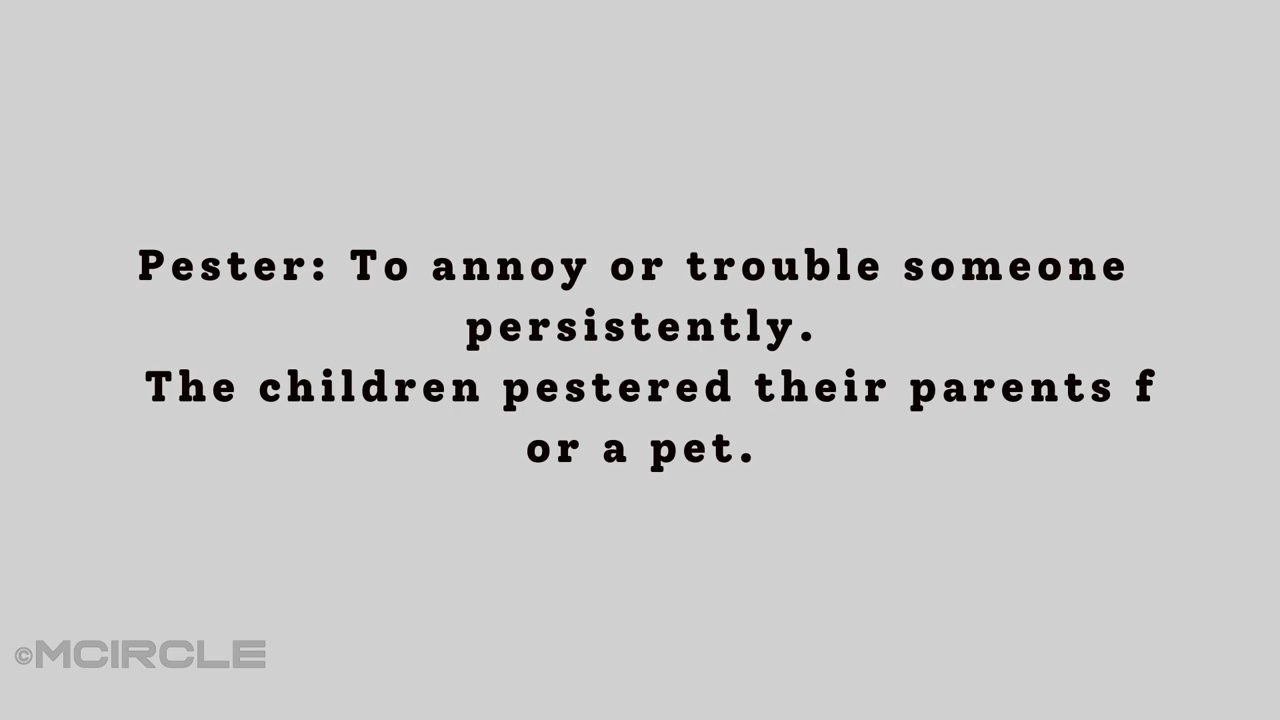 Pester: To annoy or trouble someone
persistently.
The children pestered their parents f
or a pet.
©MCIRCLE